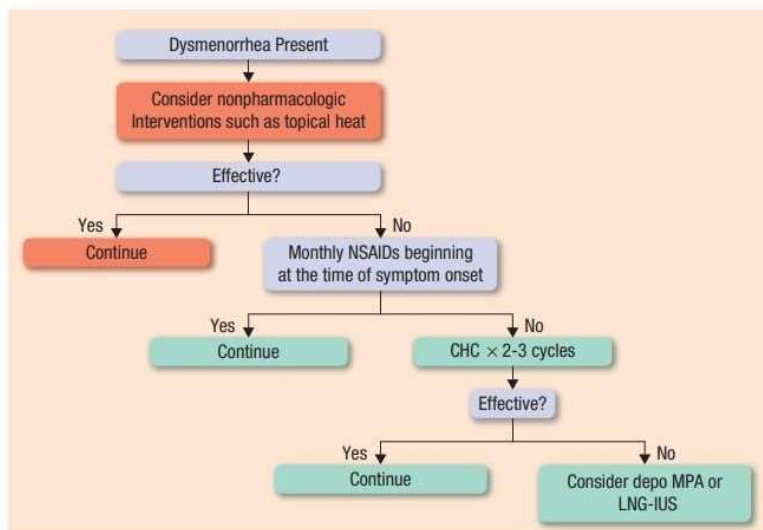 Dysmenorrhea Present
Consider nonpharmacologic
Interventions such as topical heat
Effective?
Yes
No
Continue
Monthly NSAIDs beginning
at the time of symptom onset
Yes
No
Continue
CHC × 2-3 cycles
Effective?
Yes
No
Continue
Consider depo MPA or
LNG-IUS